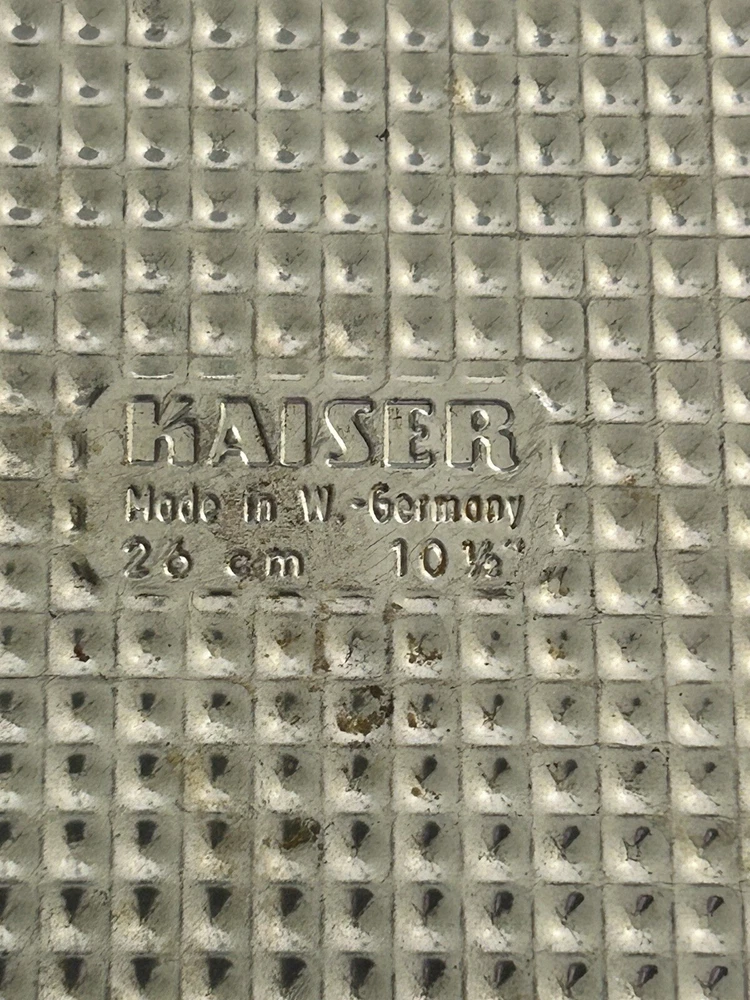 KAISER
Made in W.-Germany
26 cm 10 ½"